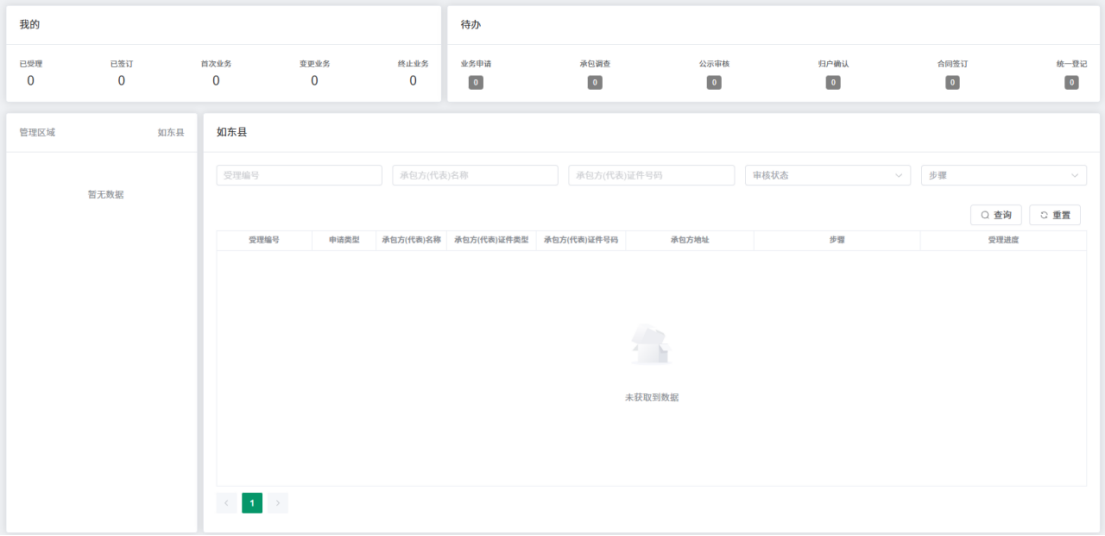 我的
已受理 已签订 首次业务 变更业务 终止业务
0 0 0 0 0
待办
业务申请 承包调查 公示审核 归户确认 合同签订 统一登记
0 0 0 0 0 0
管理区域 如东县
暂无数据
如东县
受理编号 承包方(代表)名称 承包方(代表)证件号码 审核状态 步骤
查询 重置
受理编号 申请类型 承包方(代表)名称 承包方(代表)证件类型 承包方(代表)证件号码 承包方地址 步骤 受理进度
未获取到数据
1